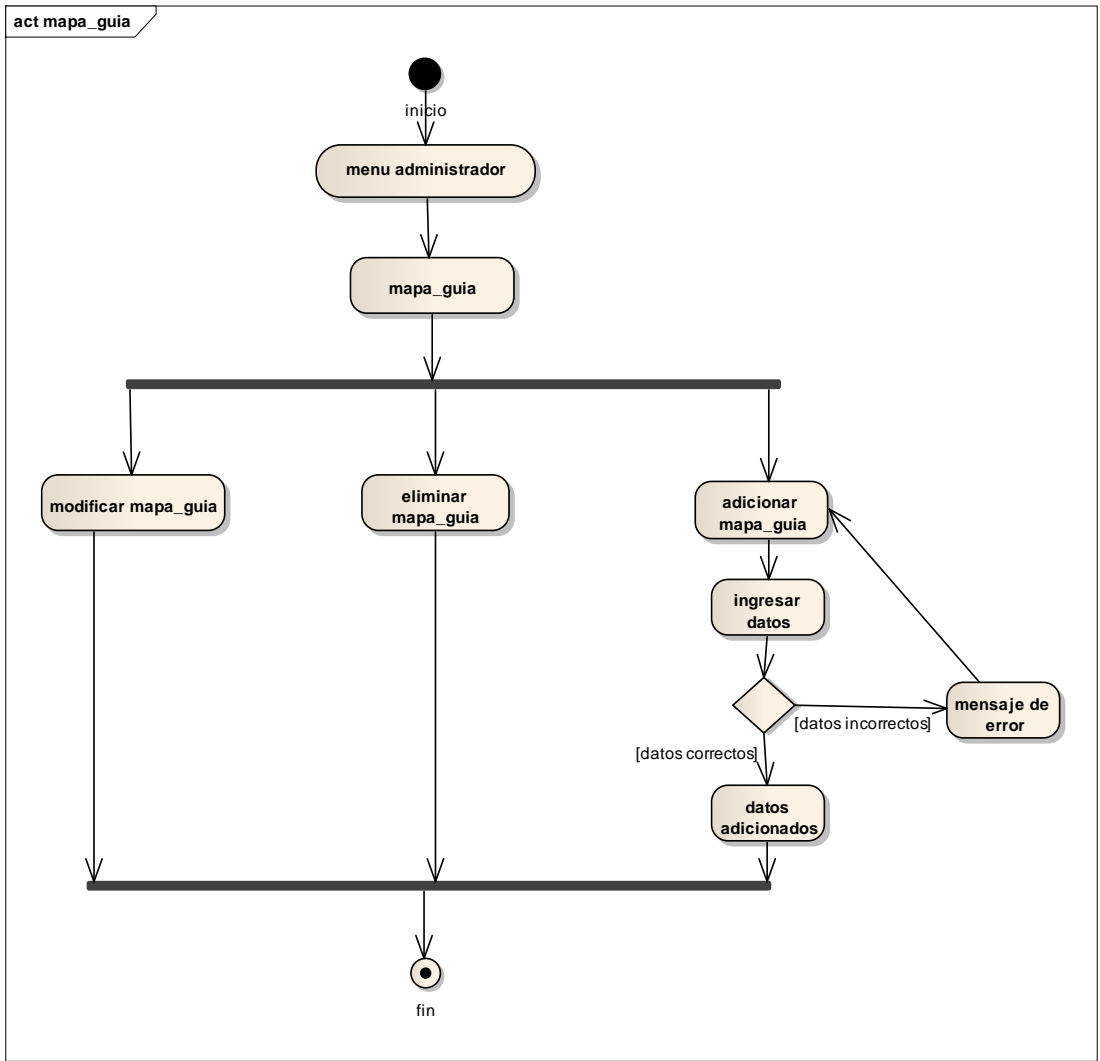 act mapa_guia
inicio
menu administrador
mapa_guia
modificar mapa_guia
eliminar
mapa_guia
adicionar
mapa_guia
ingresar
datos
[datos incorrectos]
mensaje de
error
[datos correctos]
datos
adicionados
fin